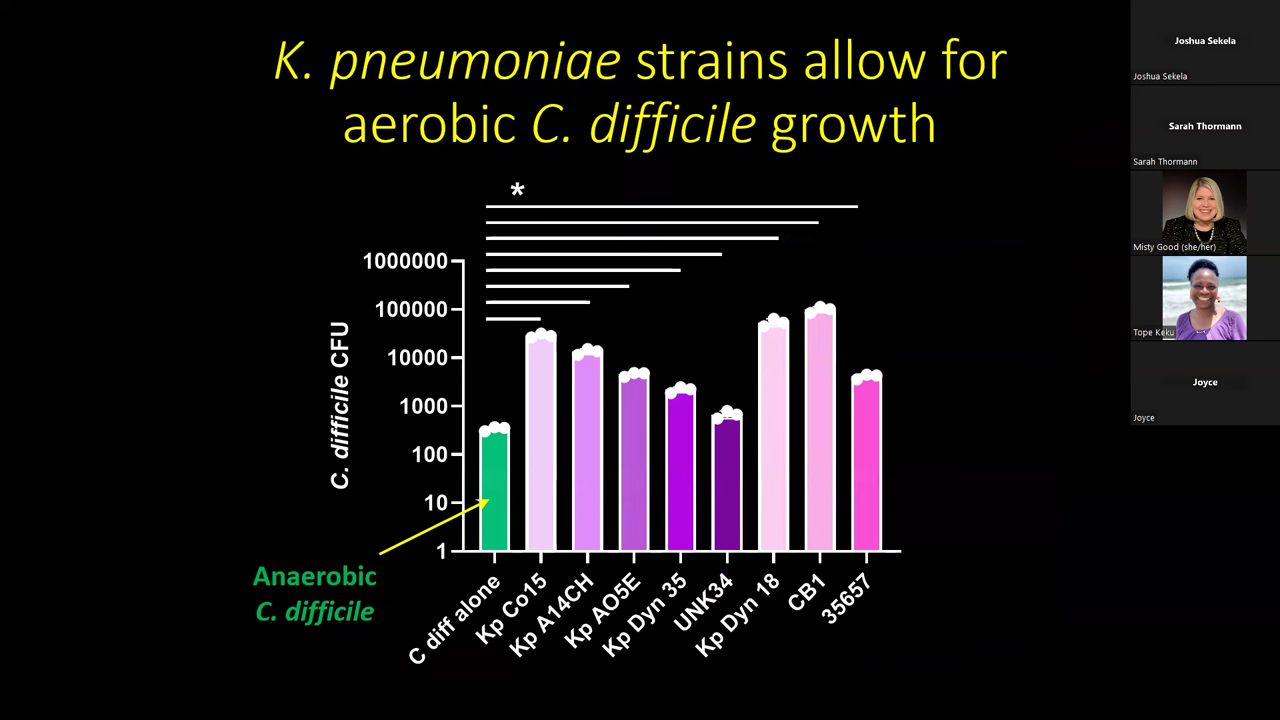 K. pneumoniae strains allow for
aerobic C. difficile growth
*
1000000
100000
10000
1000
100
10
1
C. difficile CFU
Anaerobic
C. difficile
C diff alone
Kp Co15
Kp A14CH
Kp AO5E
Kp Dyn 35
UNK34
Kp Dyn 18
CB1
35657
Joshua Sekela
Joshua Sekela
Sarah Thormann
Sarah Thormann
Misty Good (she/her)
Tope Keku
Joyce
Joyce